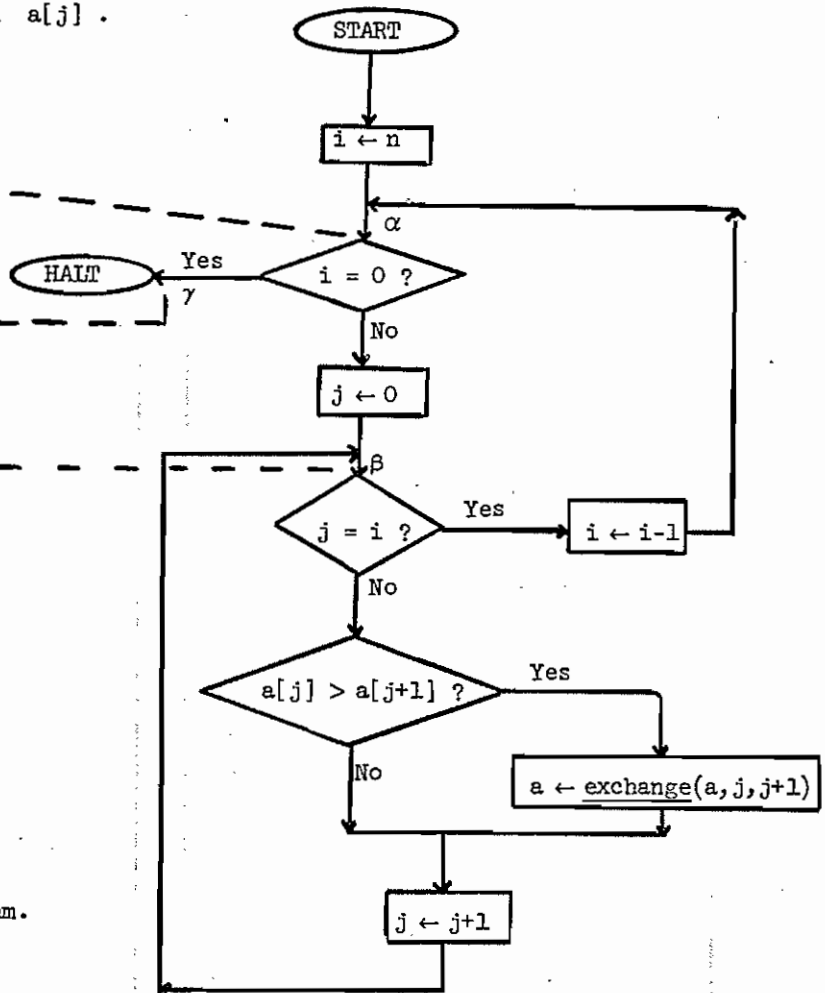 a[j] .
START
i ← n
α
HALT
Yes
i = 0 ?
γ
No
j ← 0
β
j = i ?
Yes
i ← i-1
No
a[j] > a[j+1] ?
Yes
No
a ← exchange(a,j,j+1)
j ← j+1